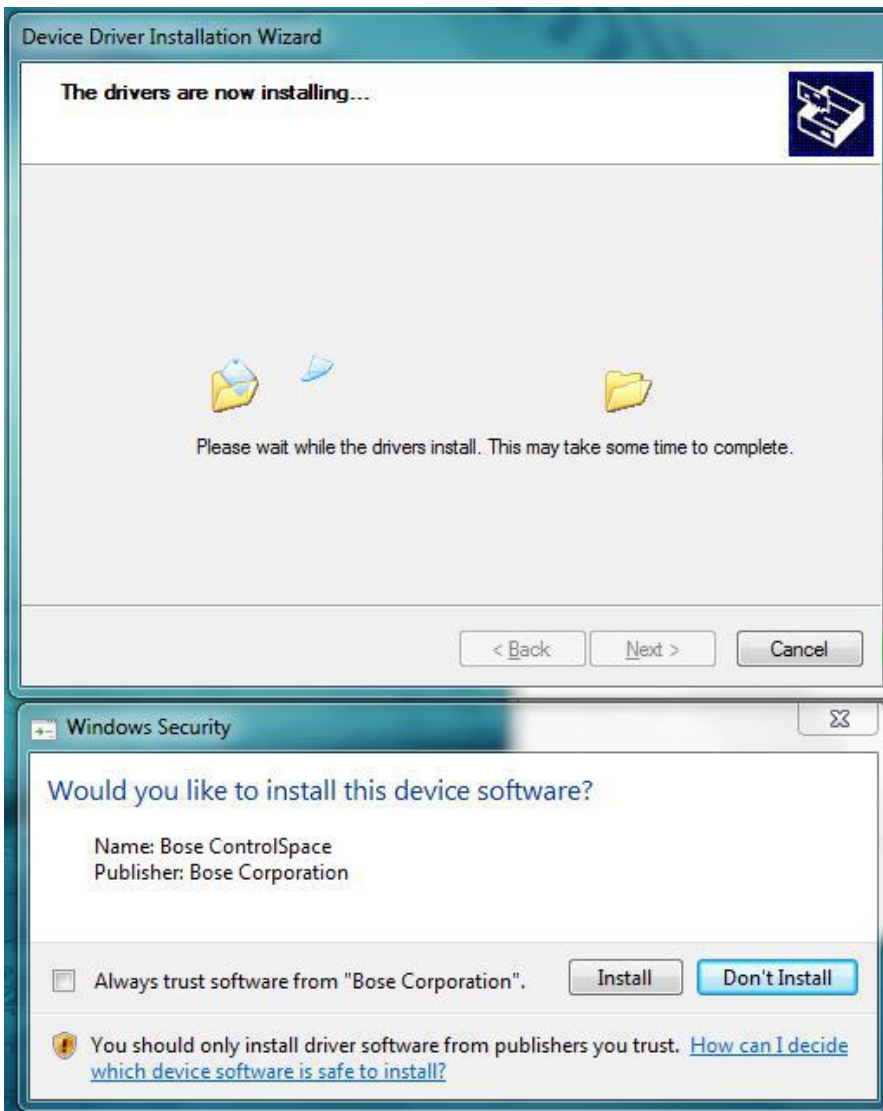 Device Driver Installation Wizard
The drivers are now installing...
Please wait while the drivers install. This may take some time to complete.
< Back
Next >
Cancel
Windows Security
Would you like to install this device software?
Name: Bose ControlSpace
Publisher: Bose Corporation
Always trust software from "Bose Corporation".
Install
Don't Install
You should only install driver software from publishers you trust. How can I decide
which device software is safe to install?